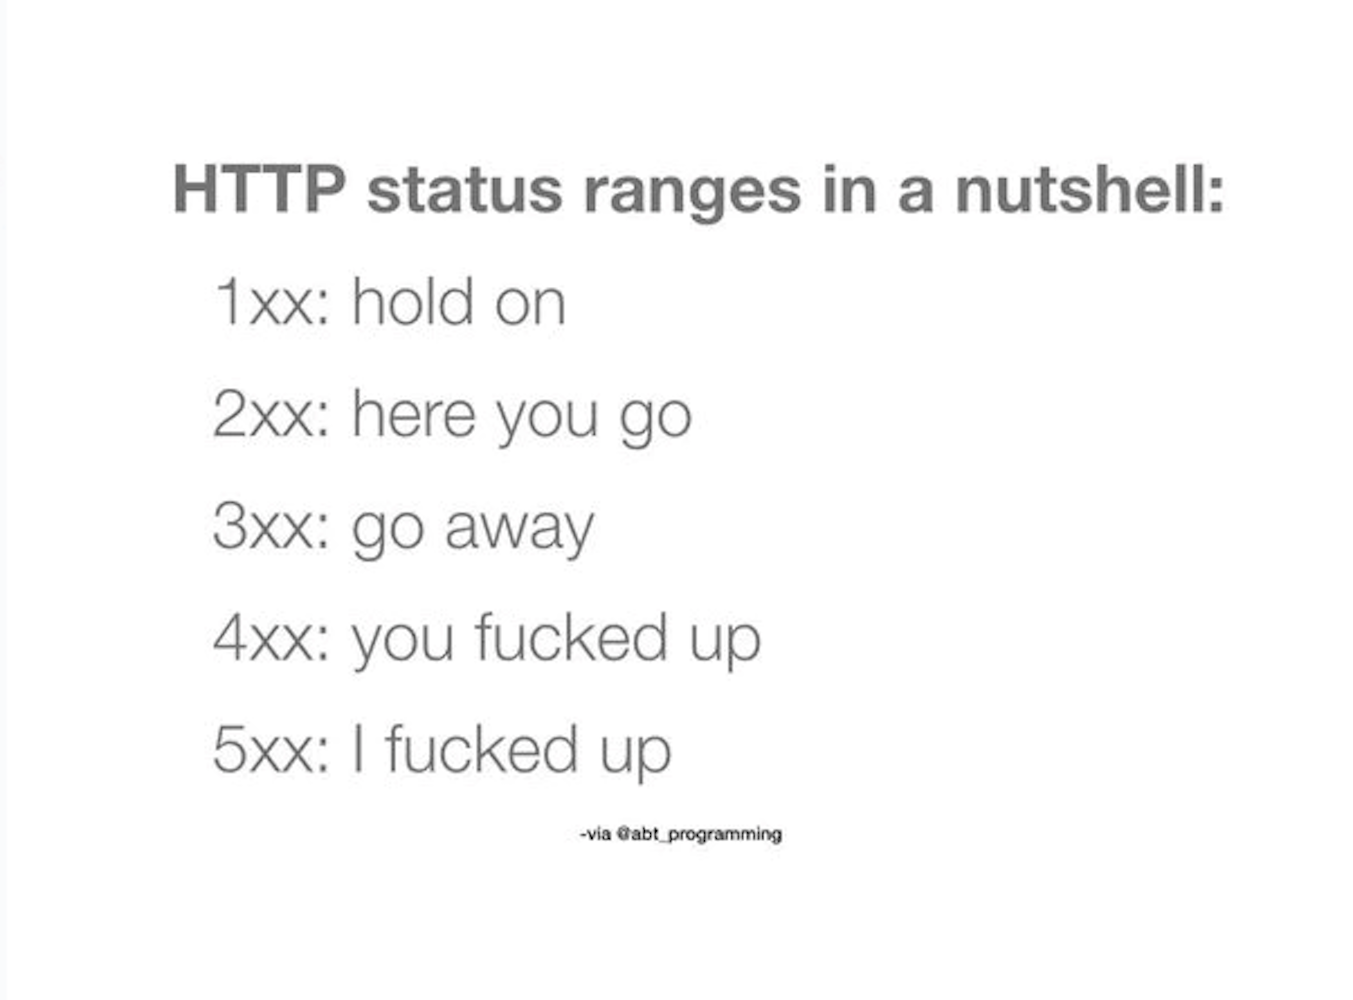 HTTP status ranges in a nutshell:
1xx: hold on
2xx: here you go
3xx: go away
4xx: you fucked up
5xx: I fucked up
-via @abt_programming